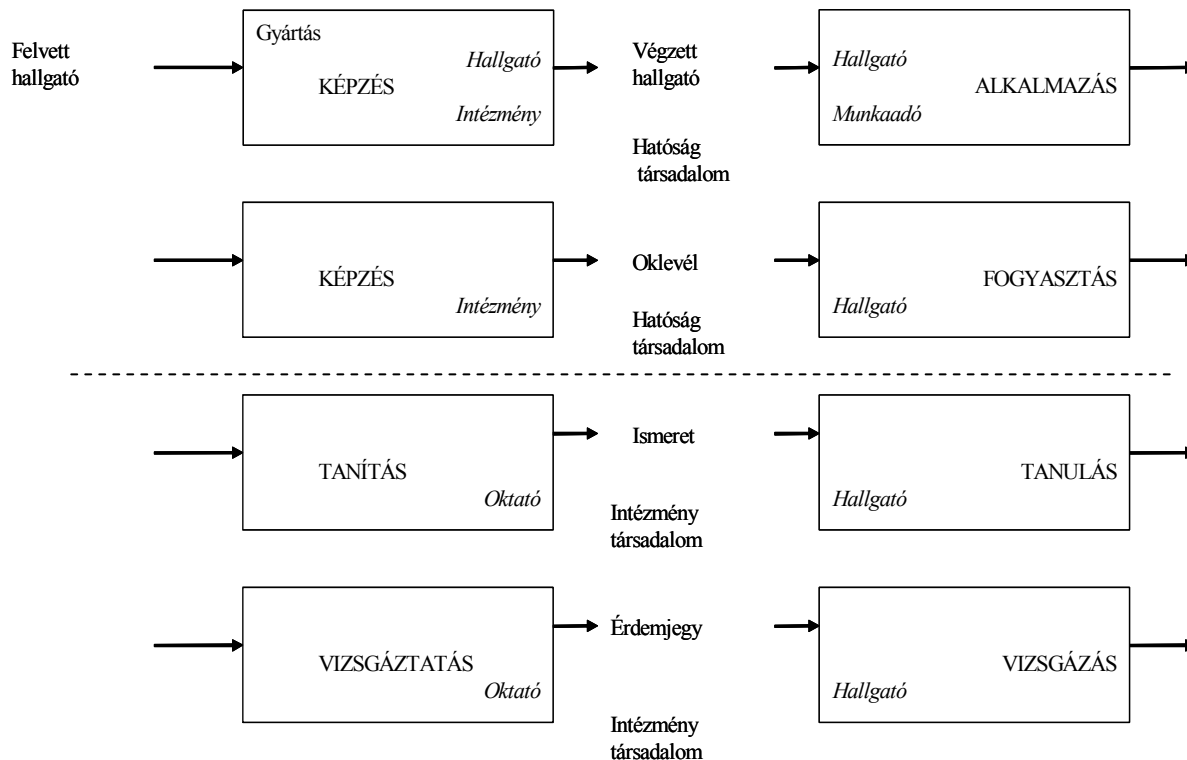 Gyártás
Felvett
hallgató
KÉPZÉS
Hallgató
Intézmény
Végzett
hallgató
Hatóság
társadalom
Hallgató
ALKALMAZÁS
Munkaadó
KÉPZÉS
Intézmény
Oklevél
Hatóság
társadalom
FOGYASZTÁS
Hallgató
TANÍTÁS
Oktató
Ismeret
Intézmény
társadalom
TANULÁS
Hallgató
VIZSGÁZTATÁS
Oktató
Érdemjegy
Intézmény
társadalom
VIZSGÁZÁS
Hallgató